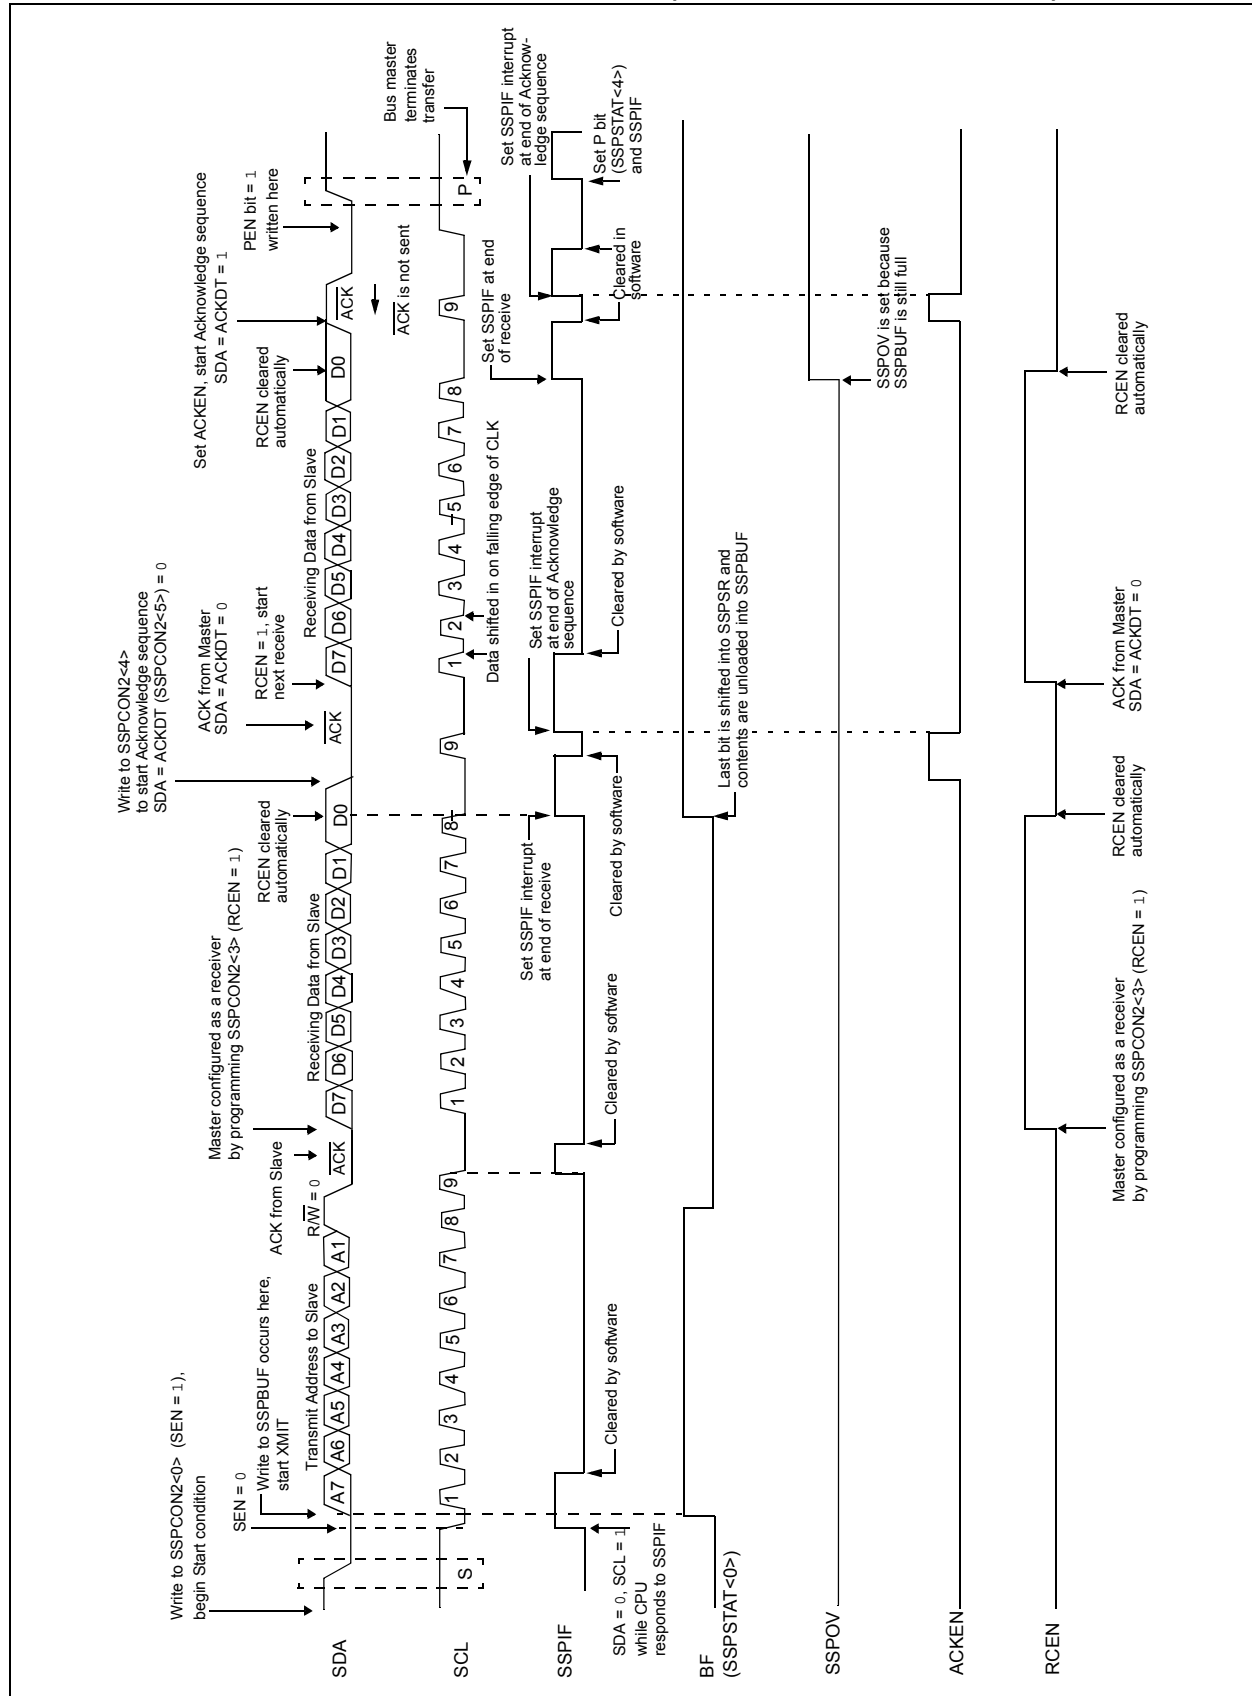 Write to SSPCON2<0> (SEN = 1),
begin Start condition
SEN = 0
Write to SSPBUF occurs here,
start XMIT
Transmit Address to Slave
R/W = 0
ACK from Slave
Master configured as a receiver
by programming SSPCON2<3> (RCEN = 1)
Receiving Data from Slave
RCEN cleared
automatically
Write to SSPCON2<4>
to start Acknowledge sequence
SDA = ACKDT (SSPCON2<5>) = 0
ACK from Master
SDA = ACKDT = 0
RCEN = 1, start
next receive
Receiving Data from Slave
RCEN cleared
automatically
Set ACKEN, start Acknowledge sequence
SDA = ACKDT = 1
PEN bit = 1
written here
SDA
A7 A6 A5 A4 A3 A2 A1 ACK D7 D6 D5 D4 D3 D2 D1 D0 ACK D7 D6 D5 D4 D3 D2 D1 D0 ACK
ACK is not sent
Bus master
terminates
transfer
SCL
S 1 2 3 4 5 6 7 8 9 1 2 3 4 5 6 7 8 9 1 2 3 4 5 6 7 8 9 P
Data shifted in on falling edge of CLK
Set SSPIF interrupt
at end of receive
Set SSPIF interrupt
at end of Acknowledge
sequence
Set SSPIF at end
of receive
Set SSPIF interrupt
at end of Acknow-
ledge sequence
SSPIF
SDA = 0, SCL = 1
while CPU
responds to SSPIF
Cleared by software
Cleared by software
Cleared by software
Cleared by software
Cleared in
software
Set P bit
(SSPSTAT<4>)
and SSPIF
BF
(SSPSTAT<0>)
Last bit is shifted into SSPSR and
contents are unloaded into SSPBUF
SSPOV
SSPOV is set because
SSPBUF is still full
ACKEN
RCEN
Master configured as a receiver
by programming SSPCON2<3> (RCEN = 1)
RCEN cleared
automatically
ACK from Master
SDA = ACKDT = 0
RCEN cleared
automatically